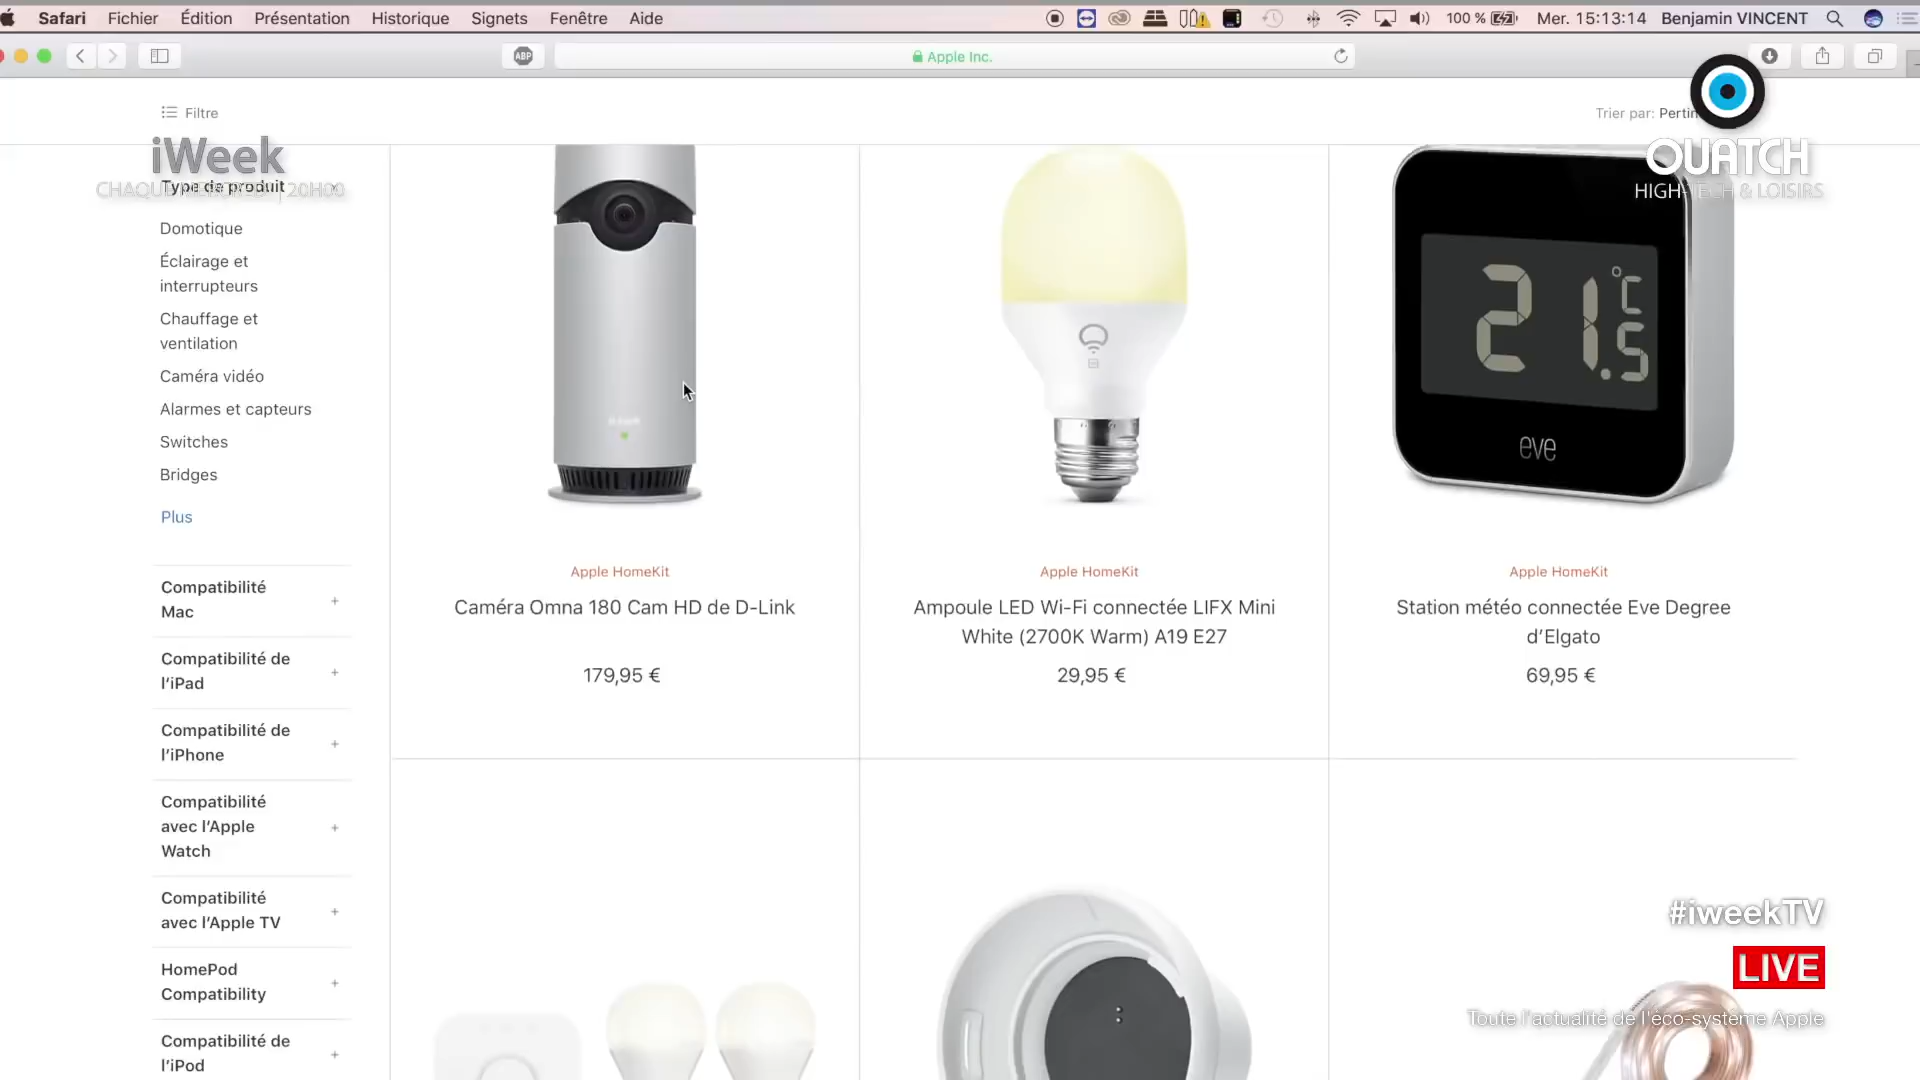 Safari Fichier Édition Présentation Historique Signets Fenêtre Aide
100 % Mer. 15:13:14 Benjamin VINCENT
ABP
Apple Inc.
Filtre
Trier par: Pertin
iWeek
CHAQUE MERCREDI | 20H00
OUATCH
HIGH-TECH & LOISIRS
Type de produit
Domotique
Éclairage et
interrupteurs
Chauffage et
ventilation
Caméra vidéo
Alarmes et capteurs
Switches
Bridges
Plus
Compatibilité
Mac
+
Compatibilité de
l’iPad
+
Compatibilité de
l’iPhone
+
Compatibilité
avec l’Apple
Watch
+
Compatibilité
avec l’Apple TV
+
HomePod
Compatibility
+
Compatibilité de
l’iPod
+
Apple HomeKit
Caméra Omna 180 Cam HD de D-Link
179,95 €
Apple HomeKit
Ampoule LED Wi-Fi connectée LIFX Mini
White (2700K Warm) A19 E27
29,95 €
21.5 °C
eve
Apple HomeKit
Station météo connectée Eve Degree
d’Elgato
69,95 €
#iweekTV
LIVE
Toute l'actualité de l'éco-système Apple